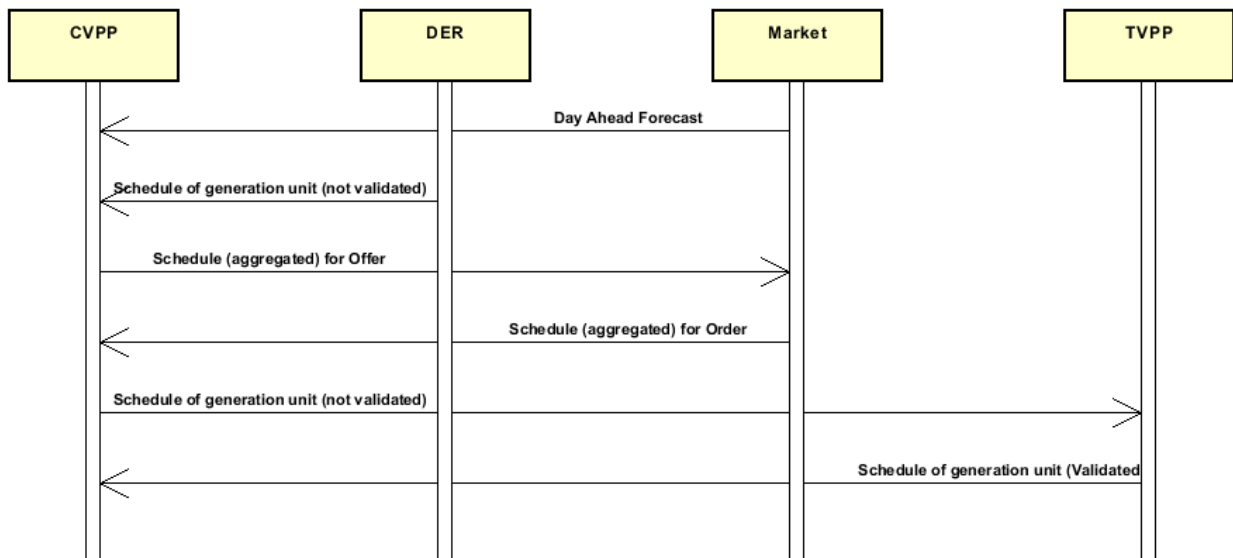 CVPP
DER
Market
TVPP
Day Ahead Forecast
Schedule of generation unit (not validated)
Schedule (aggregated) for Offer
Schedule (aggregated) for Order
Schedule of generation unit (not validated)
Schedule of generation unit (Validated